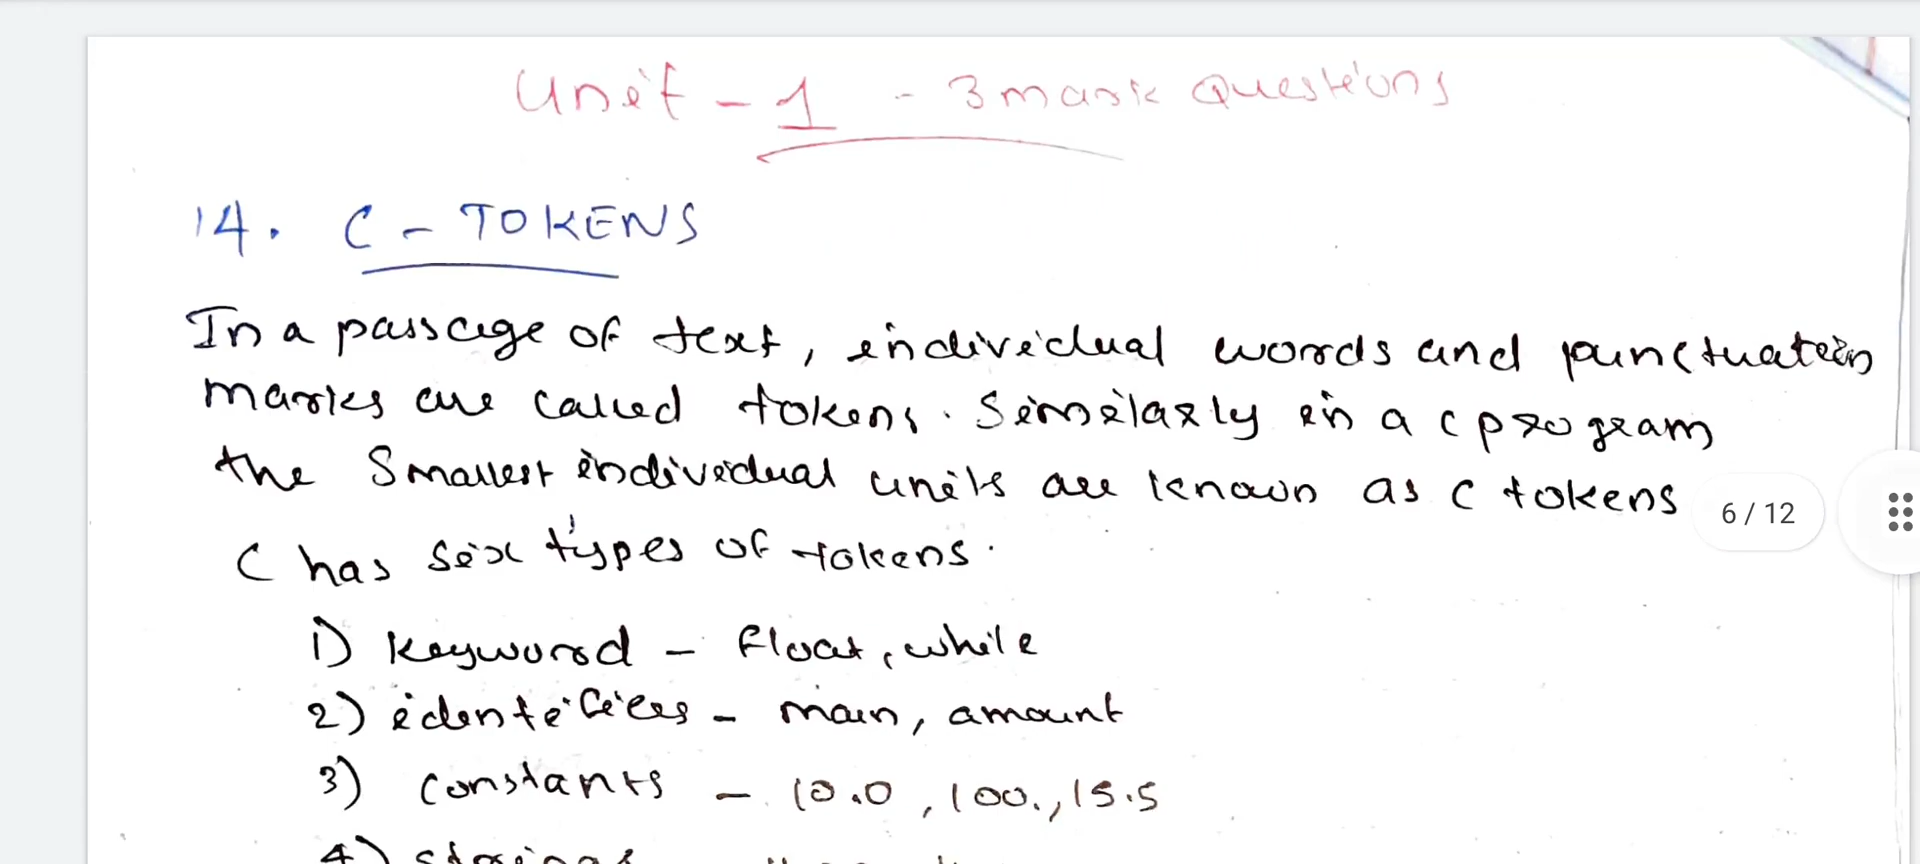 Unit - 1 - 3 mark Questions
14. C - TOKENS
In a passage of text, individual words and punctuation
marks are called tokens. Similarly in a c program
the Smallest individual units are known as C tokens
6 / 12
C has six types of tokens.
1) keyword - float, while
2) identifiers - main, amount
3) constants - 10.0, 100., 15.5
4) strings